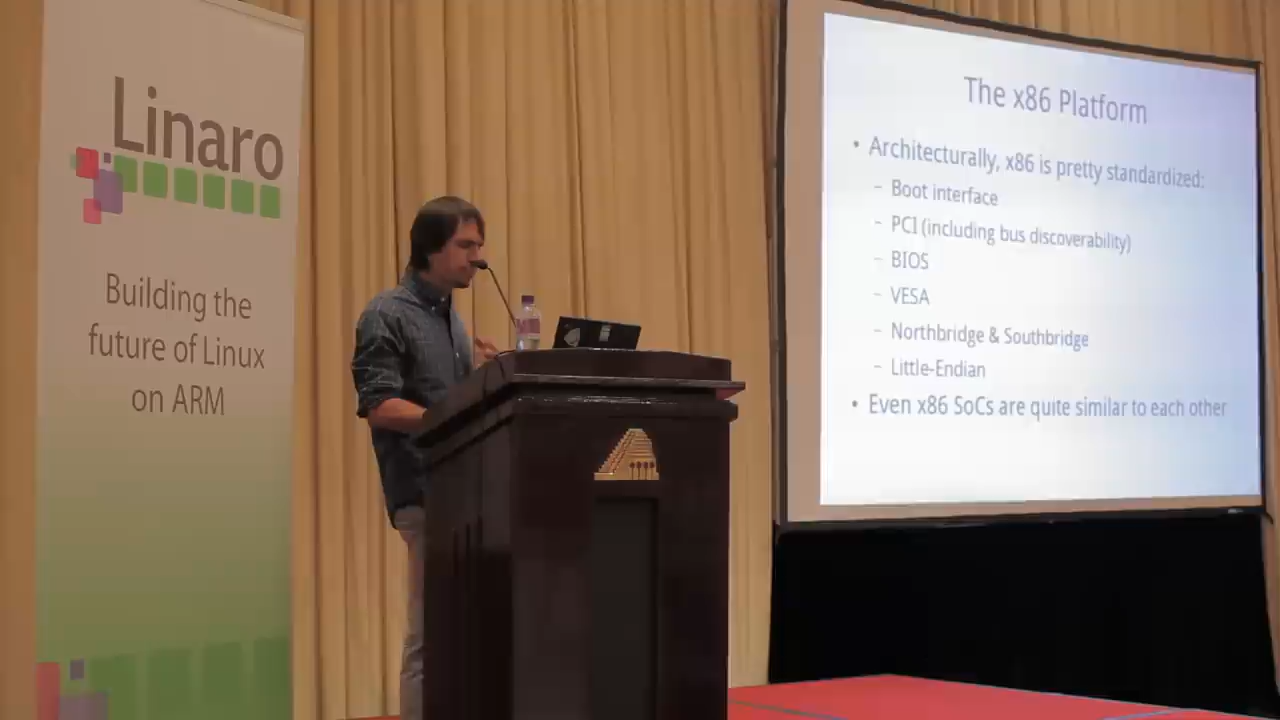 Linaro
Building the
future of Linux
on ARM
The x86 Platform
• Architecturally, x86 is pretty standardized:
– Boot interface
– PCI (including bus discoverability)
– BIOS
– VESA
– Northbridge & Southbridge
– Little-Endian
• Even x86 SoCs are quite similar to each other